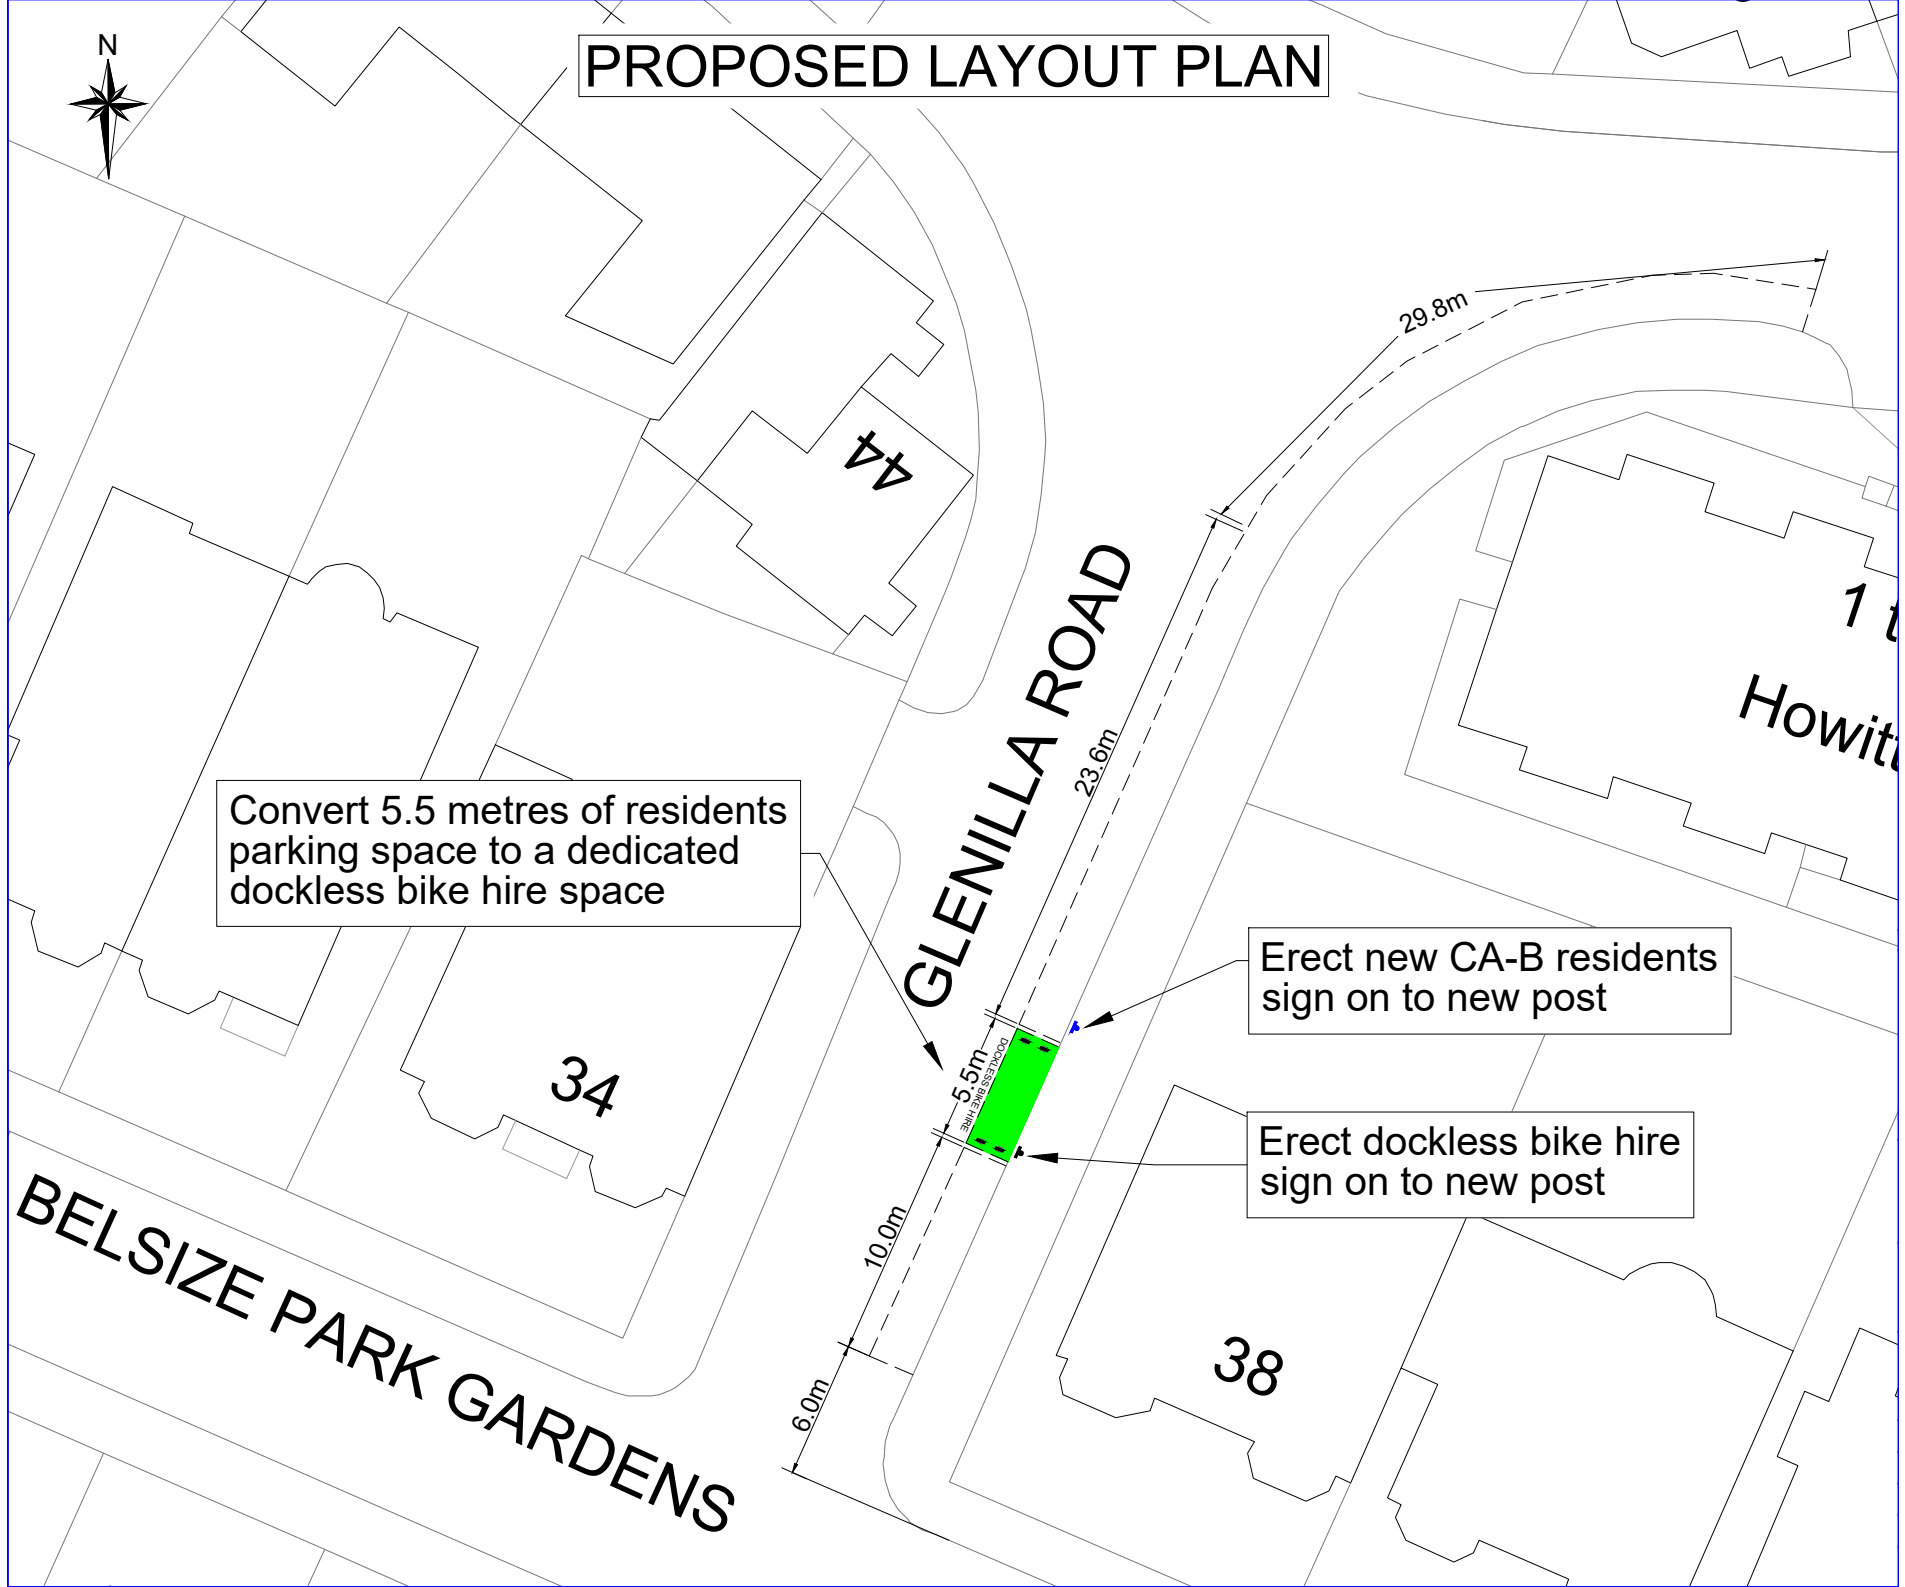 N
PROPOSED LAYOUT PLAN
29.8m
44
GLENILLA ROAD
1 t
Howitt
23.6m
Convert 5.5 metres of residents
parking space to a dedicated
dockless bike hire space
Erect new CA-B residents
sign on to new post
5.5m
DOCKLESS BIKE HIRE
34
Erect dockless bike hire
sign on to new post
BELSIZE PARK GARDENS
10.0m
38
6.0m